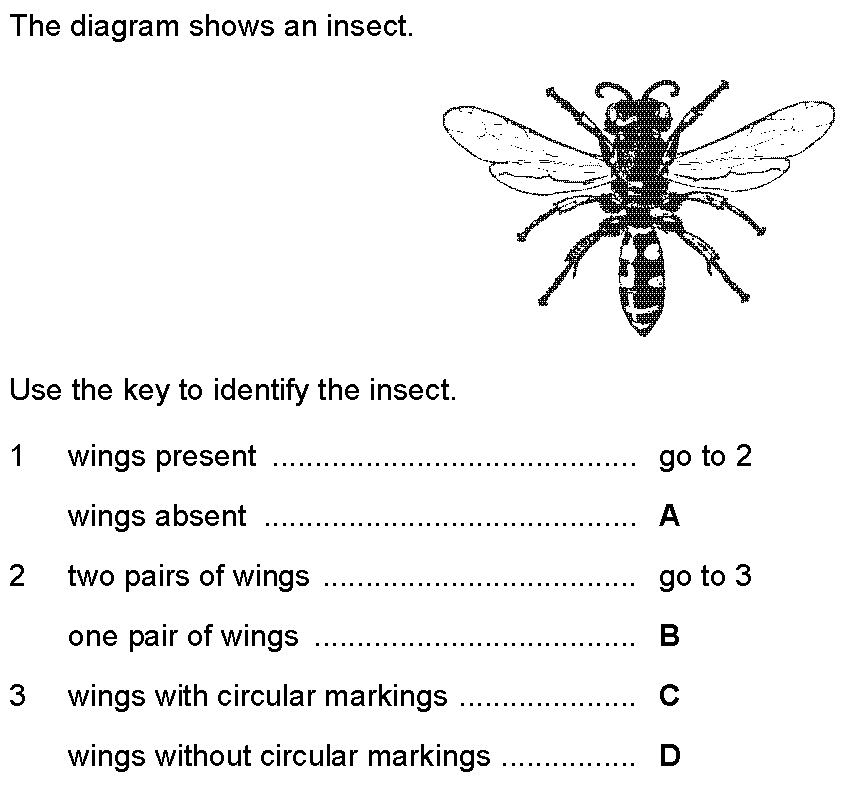 The diagram shows an insect.
Use the key to identify the insect.
1 wings present ........................................... go to 2
wings absent ............................................ A
2 two pairs of wings ..................................... go to 3
one pair of wings ...................................... B
3 wings with circular markings ..................... C
wings without circular markings ................ D